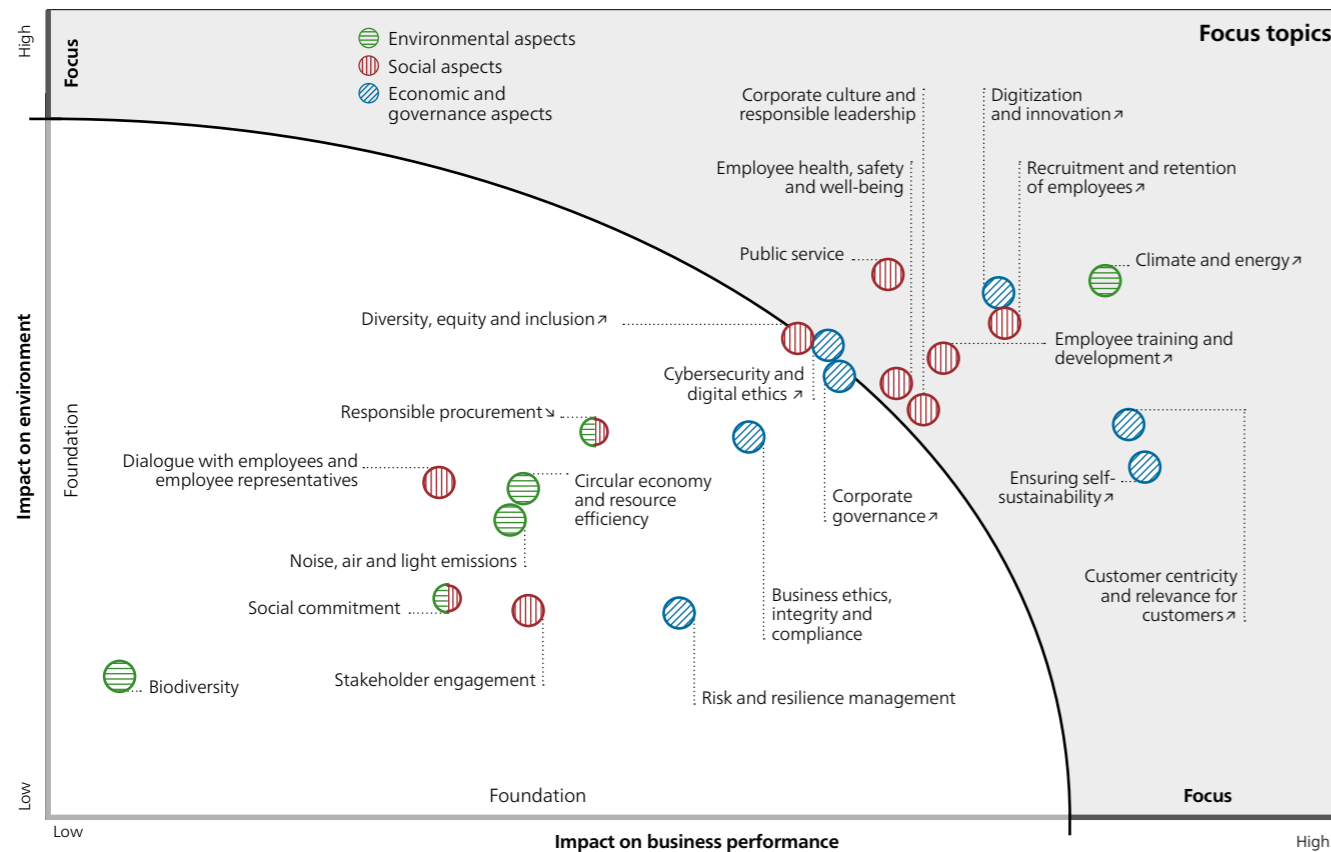 High
Focus
Environmental aspects
Social aspects
Economic and
governance aspects
Focus topics
Corporate culture and
responsible leadership
Digitization
and innovation↗
Employee health, safety
and well-being
Recruitment and retention
of employees↗
Public service
Climate and energy↗
Diversity, equity and inclusion↗
Employee training and
development↗
Cybersecurity and
digital ethics ↗
Responsible procurement↘
Impact on environment
Foundation
Dialogue with employees and
employee representatives
Circular economy
and resource
efficiency
Ensuring self-
sustainability↗
Corporate
governance↗
Noise, air and light emissions
Customer centricity
and relevance for
customers↗
Social commitment
Business ethics,
integrity and
compliance
Stakeholder engagement
Biodiversity
Risk and resilience management
Low
Foundation
Focus
Low
Impact on business performance
High